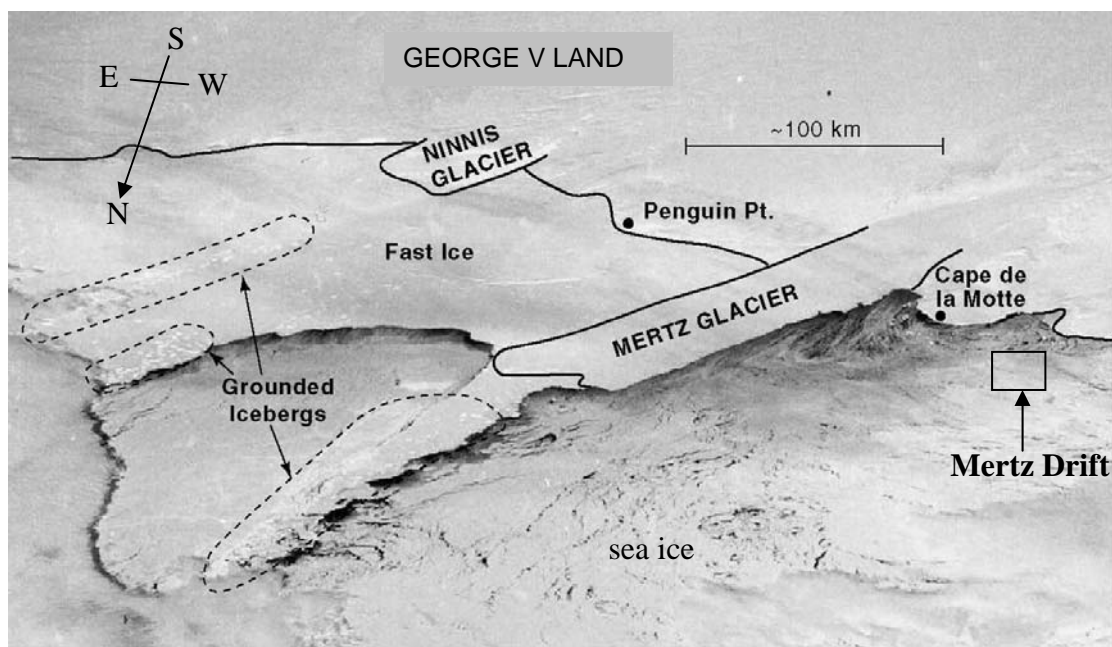 S
E
W
N
GEORGE V LAND
~100 km
NINNIS
GLACIER
Penguin Pt.
Fast Ice
Cape de
la Motte
MERTZ GLACIER
Grounded
Icebergs
Mertz Drift
sea ice